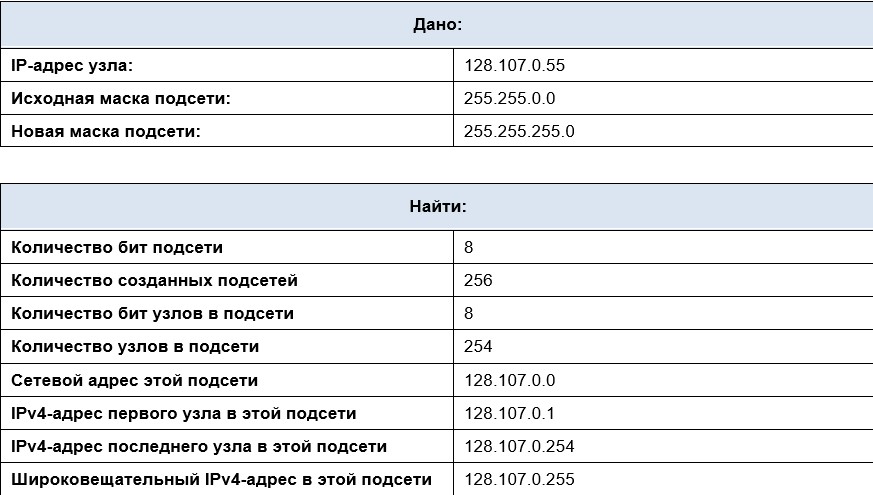 Дано:
IP-адрес узла: 128.107.0.55
Исходная маска подсети: 255.255.0.0
Новая маска подсети: 255.255.255.0
Найти:
Количество бит подсети 8
Количество созданных подсетей 256
Количество бит узлов в подсети 8
Количество узлов в подсети 254
Сетевой адрес этой подсети 128.107.0.0
IPv4-адрес первого узла в этой подсети 128.107.0.1
IPv4-адрес последнего узла в этой подсети 128.107.0.254
Широковещательный IPv4-адрес в этой подсети 128.107.0.255